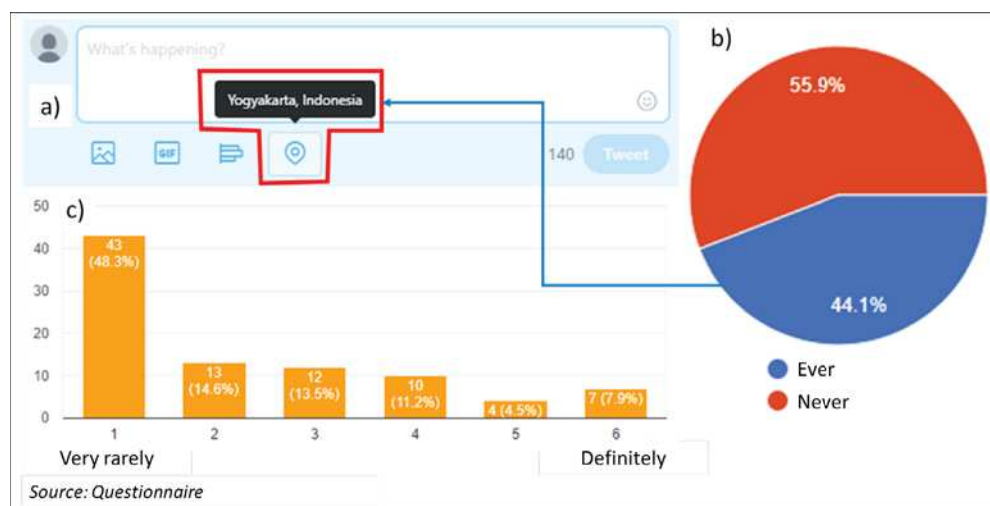 What's happening?
b)
55.9%
a)
Yogyakarta, Indonesia
GIF
140
Tweet
c)
50
40
30
20
10
0
43
(48.3%)
13
(14.6%)
12
(13.5%)
10
(11.2%)
4 (4.5%)
7 (7.9%)
44.1%
Ever
Never
1 2 3 4 5 6
Very rarely Definitely
Source: Questionnaire